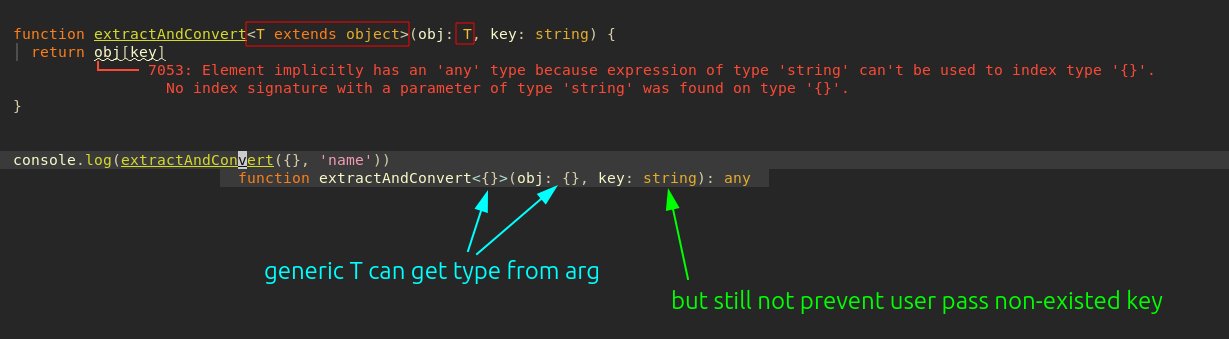 function extractAndConvert<T extends object>(obj: T, key: string) {
return obj[key]
7053: Element implicitly has an 'any' type because expression of type 'string' can't be used to index type '{}'.
No index signature with a parameter of type 'string' was found on type '{}'.
}
console.log(extractAndConvert({}, 'name'))
function extractAndConvert<{}>(obj: {}, key: string): any
generic T can get type from arg
but still not prevent user pass non-existed key